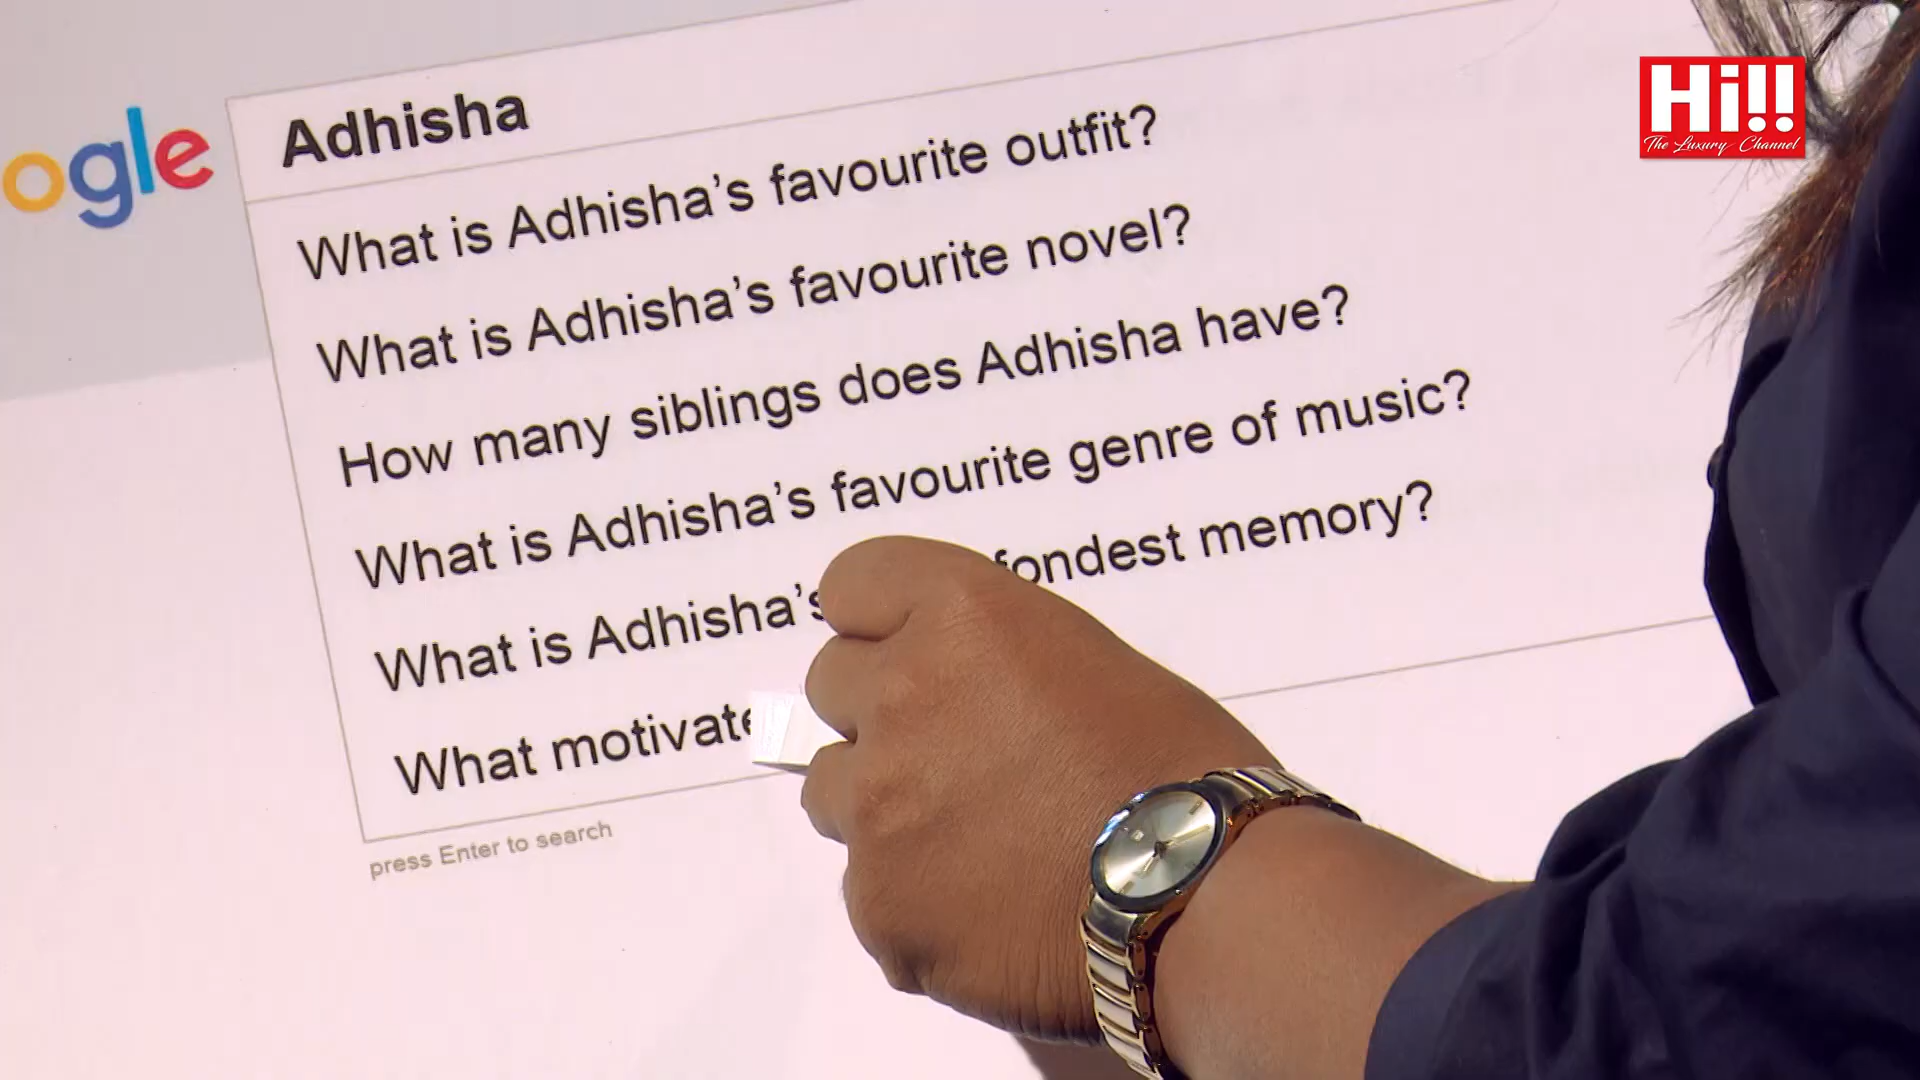 ogle
Adhisha
What is Adhisha's favourite outfit?
What is Adhisha's favourite novel?
How many siblings does Adhisha have?
What is Adhisha's favourite genre of music?
What is Adhisha's fondest memory?
What motivate
press Enter to search
Hi!!
The Luxury Channel